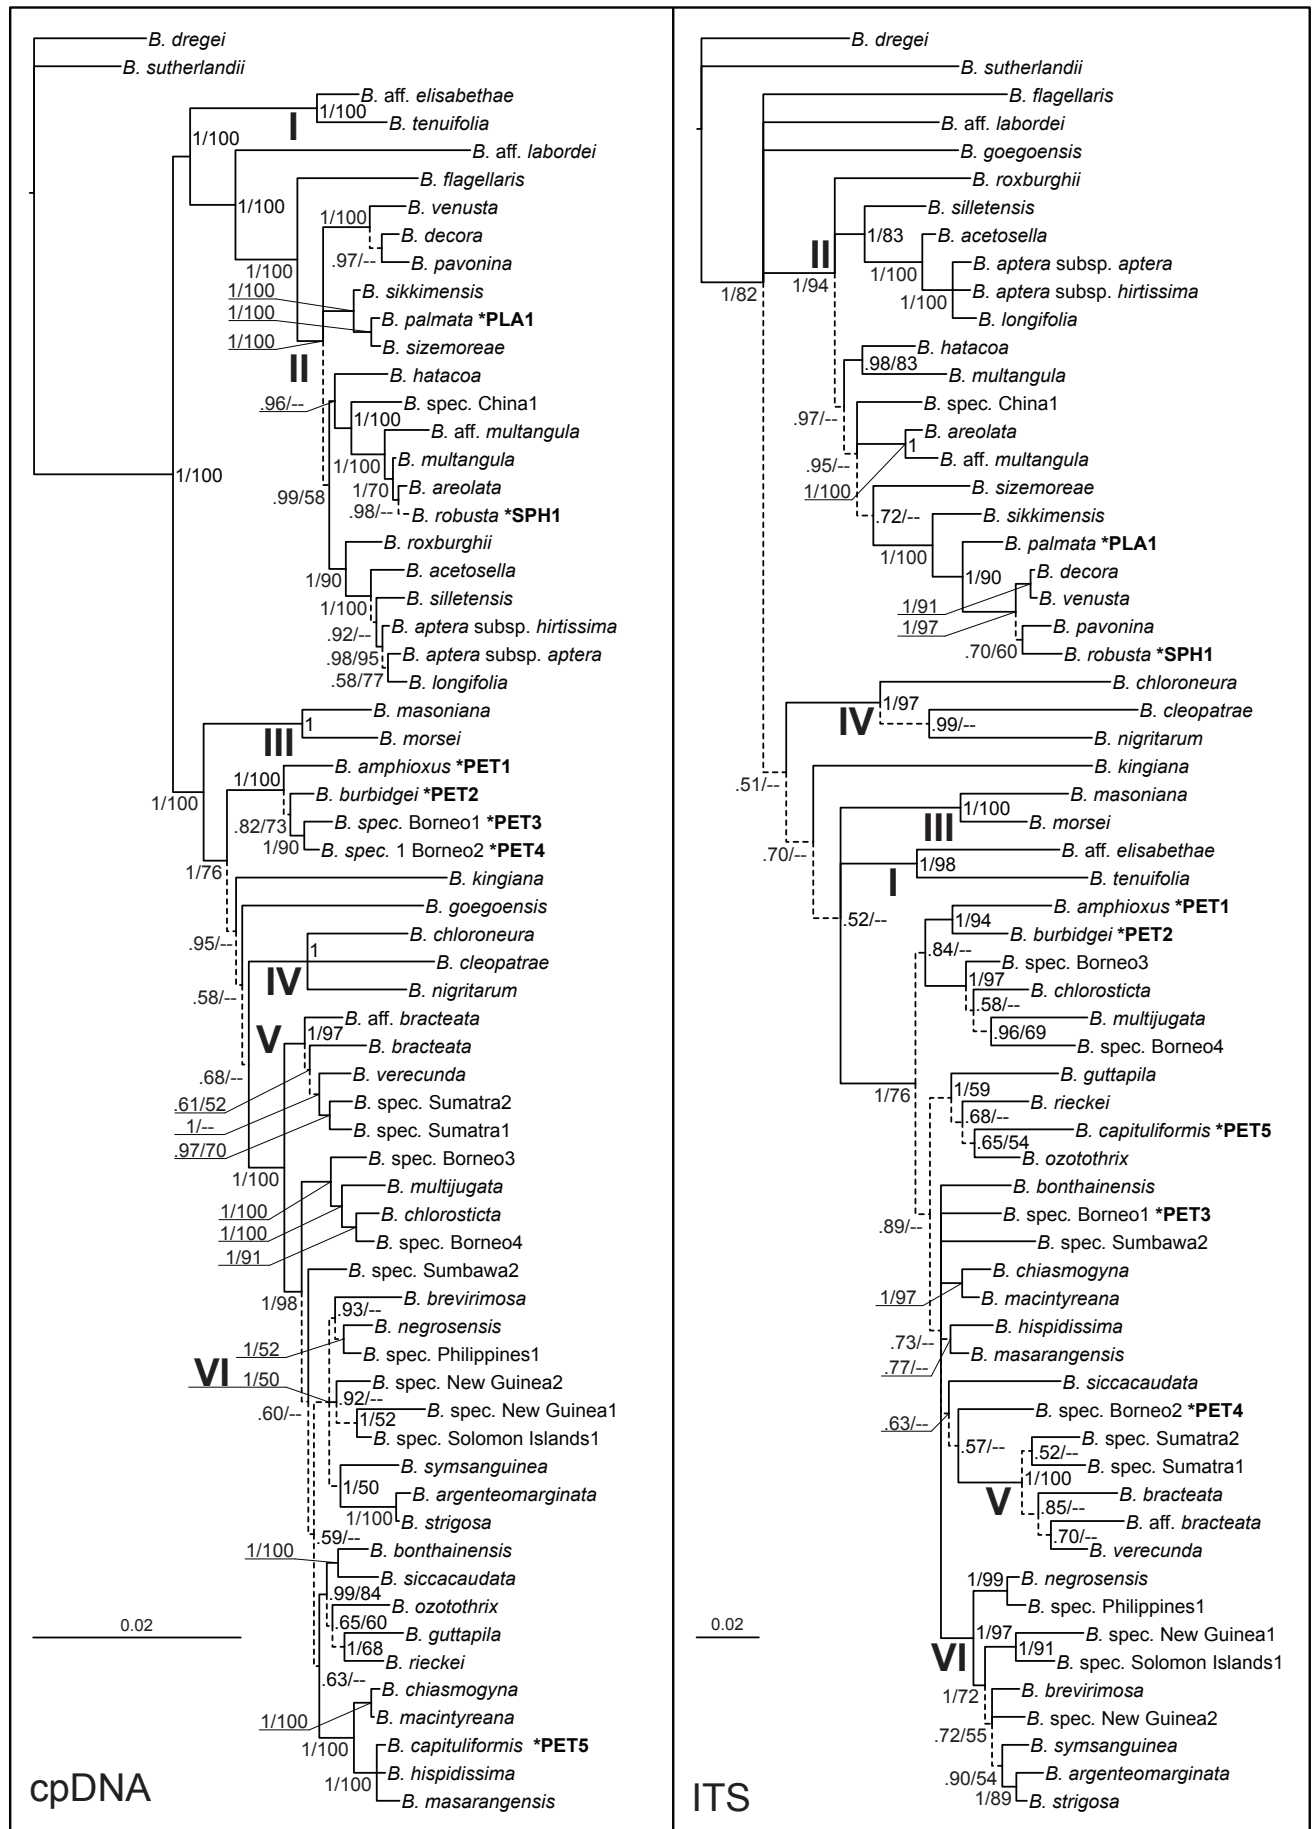 B. dregei
B. sutherlandii
B. aff. elisabethae
1/100
I
B. tenuifolia
1/100
B. aff. labordei
B. flagellaris
1/100
B. venusta
1/100
B. decora
.97/--
B. pavonina
1/100
B. sikkimensis
1/100
1/100
B. palmata *PLA1
1/100
B. sizemoreae
II
B. hatacoa
.96/--
B. spec. China1
1/100
B. aff. multangula
B. multangula
1/100
1/100
B. areolata
1/70
.99/58
.98/--
B. robusta *SPH1
B. roxburghii
B. acetosella
1/90
B. silletensis
1/100
B. aptera subsp. hirtissima
.92/--
B. aptera subsp. aptera
.98/95
B. longifolia
.58/77
B. masoniana
1
III
B. morsei
B. amphioxus *PET1
1/100
B. burbidgei *PET2
1/100
B. spec. Borneo1 *PET3
.82/73
B. spec. 1 Borneo2 *PET4
1/90
1/76
B. kingiana
B. goegoensis
B. chloroneura
.95/--
1
B. cleopatrae
IV
B. nigritarum
.58/--
B. aff. bracteata
V
1/97
B. bracteata
B. verecunda
.68/--
B. spec. Sumatra2
.61/52
1/--
B. spec. Sumatra1
.97/70
B. spec. Borneo3
1/100
B. multijugata
1/100
B. chlorosticta
1/100
B. spec. Borneo4
1/91
B. spec. Sumbawa2
B. brevirimosa
1/98
.93/--
B. negrosensis
B. spec. Philippines1
1/52
VI
1/50
B. spec. New Guinea2
.92/--
B. spec. New Guinea1
.60/--
1/52
B. spec. Solomon Islands1
B. symsanguinea
1/50
B. argenteomarginata
1/100
B. strigosa
.59/--
B. bonthainensis
1/100
B. siccacaudata
.99/84
B. ozotothrix
.65/60
0.02
B. guttapila
1/68
B. rieckei
.63/--
B. chiasmogyna
B. macintyreana
1/100
B. capituliformis *PET5
1/100
B. hispidissima
1/100
B. masarangensis
cpDNA
B. dregei
B. sutherlandii
B. flagellaris
B. aff. labordei
B. goegoensis
B. roxburghii
B. silletensis
1/83
B. acetosella
II
B. aptera subsp. aptera
1/100
1/82
1/94
B. aptera subsp. hirtissima
1/100
B. longifolia
B. hatacoa
.98/83
B. multangula
B. spec. China1
.97/--
B. areolata
1
B. aff. multangula
.95/--
B. sizemoreae
1/100
B. sikkimensis
.72/--
B. palmata *PLA1
1/100
B. decora
1/90
B. venusta
1/91
B. pavonina
1/97
B. robusta *SPH1
.70/60
B. chloroneura
1/97
B. cleopatrae
IV
.99/--
B. nigritarum
B. kingiana
.51/--
B. masoniana
1/100
III
B. morsei
B. aff. elisabethae
.70/--
1/98
I
B. tenuifolia
B. amphioxus *PET1
1/94
.52/--
B. burbidgei *PET2
.84/--
B. spec. Borneo3
1/97
B. chlorosticta
.58/--
B. multijugata
.96/69
B. spec. Borneo4
B. guttapila
1/76
1/59
B. rieckei
.68/--
B. capituliformis *PET5
.65/54
B. ozotothrix
B. bonthainensis
B. spec. Borneo1 *PET3
.89/--
B. spec. Sumbawa2
B. chiasmogyna
1/97
B. macintyreana
B. hispidissima
.73/--
B. masarangensis
.77/--
B. siccacaudata
B. spec. Borneo2 *PET4
.63/--
B. spec. Sumatra2
.57/--
.52/--
B. spec. Sumatra1
1/100
V
B. bracteata
.85/--
B. aff. bracteata
.70/--
B. verecunda
1/99
B. negrosensis
B. spec. Philippines1
1/97
B. spec. New Guinea1
0.02
VI
1/91
B. spec. Solomon Islands1
B. brevirimosa
1/72
B. spec. New Guinea2
.72/55
B. symsanguinea
B. argenteomarginata
.90/54
1/89
B. strigosa
ITS